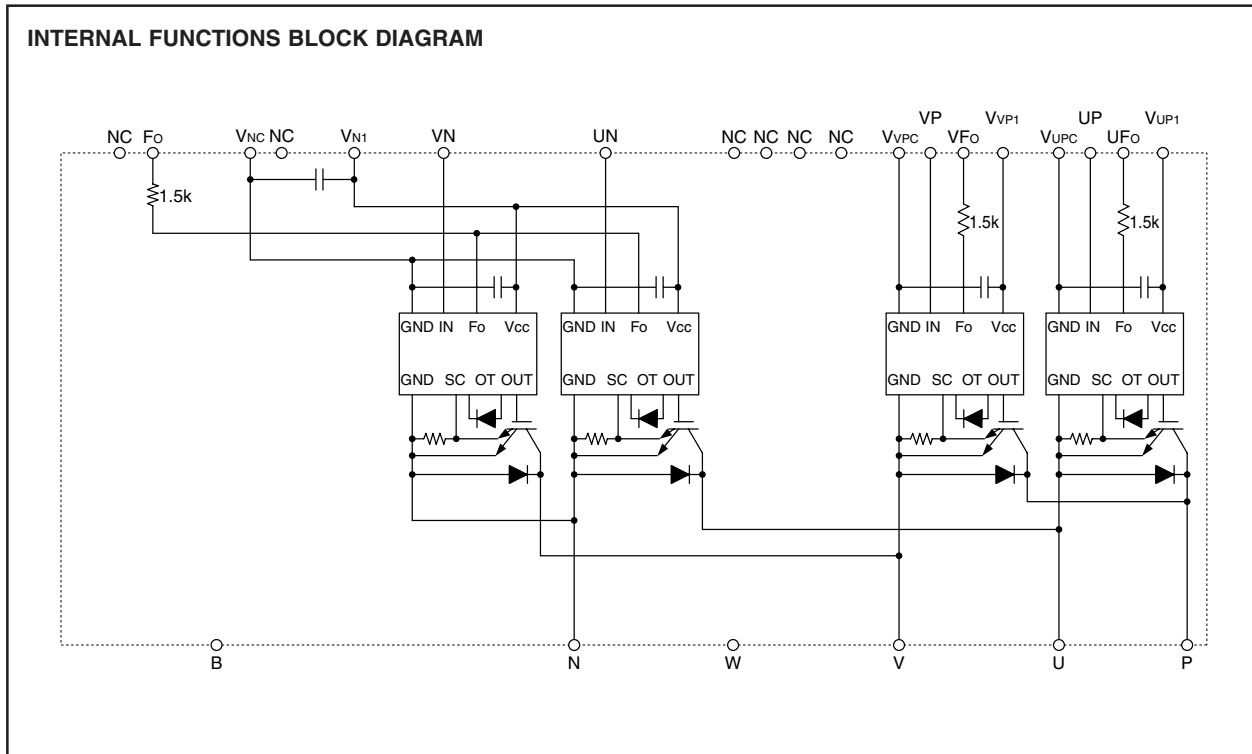 INTERNAL FUNCTIONS BLOCK DIAGRAM
NC FO VNC NC VN1 VN UN NC NC NC NC VVPC VP VFO VVP1 VUPC UP UFO VUP1
1.5k 1.5k 1.5k
GND IN FO VCC GND IN FO VCC GND IN FO VCC GND IN FO VCC
GND SC OT OUT GND SC OT OUT GND SC OT OUT GND SC OT OUT
B N W V U P